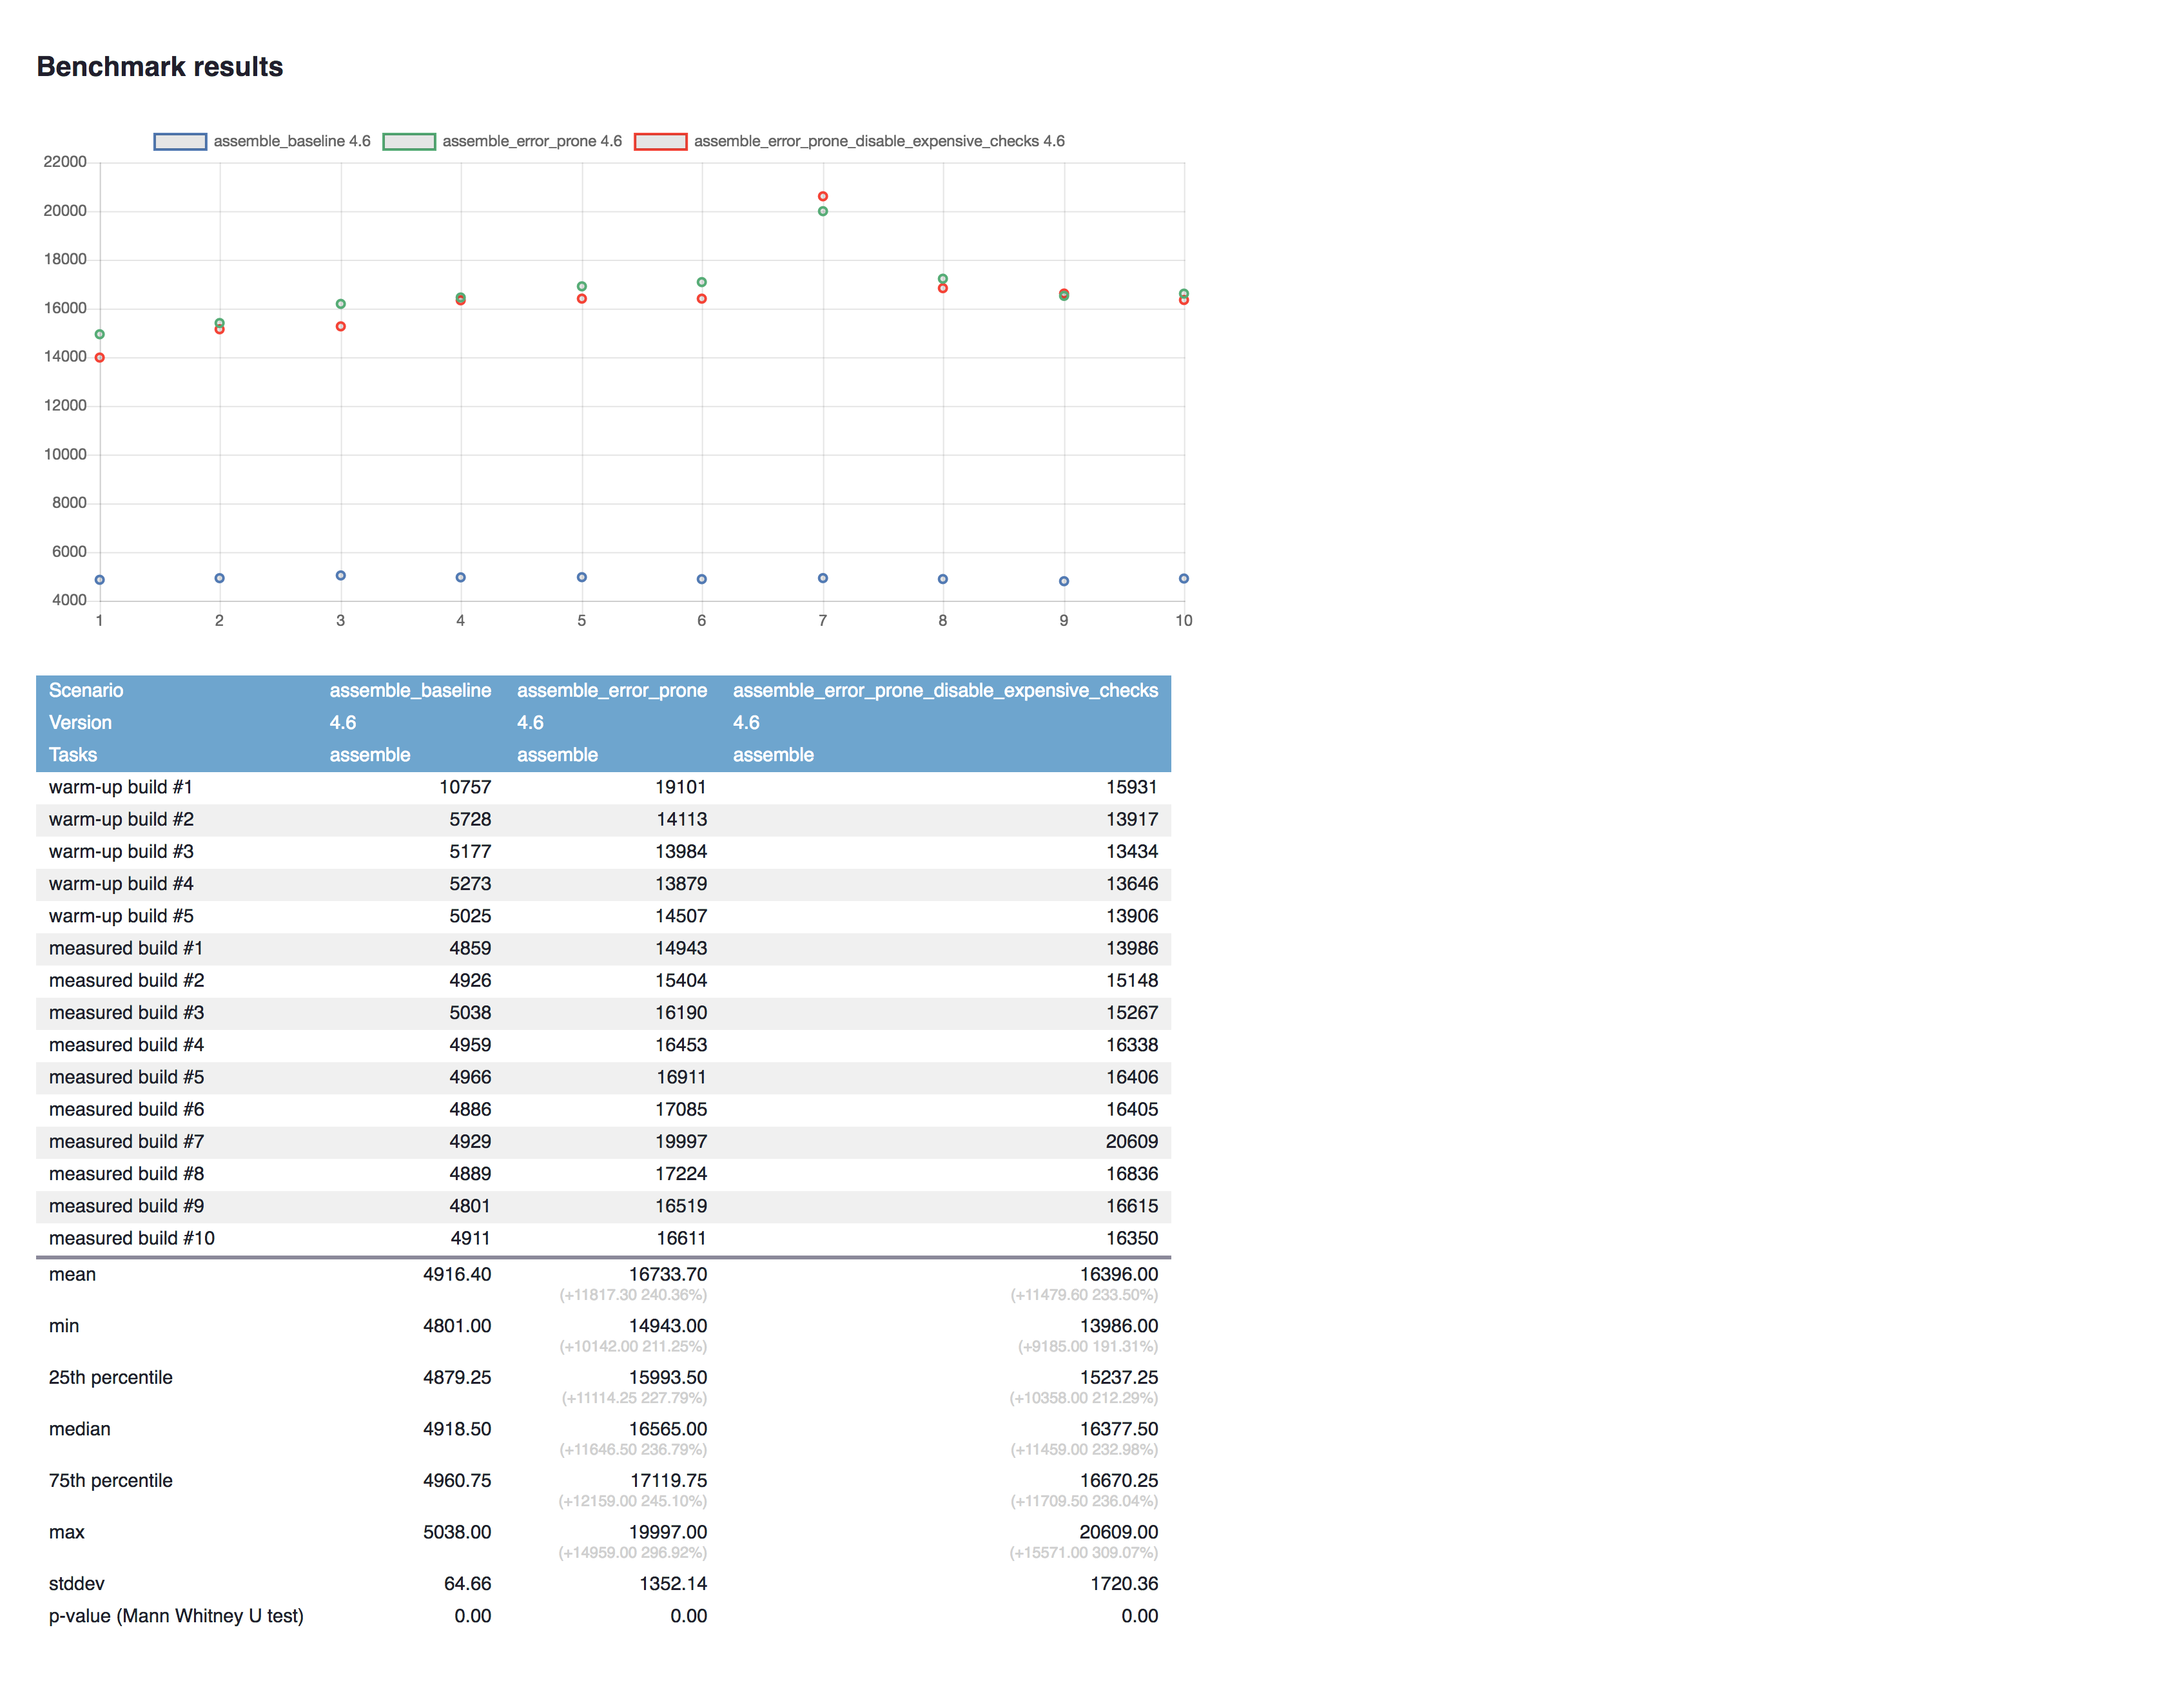 Benchmark results
assemble_baseline 4.6 assemble_error_prone 4.6 assemble_error_prone_disable_expensive_checks 4.6
22000
20000
18000
16000
14000
12000
10000
8000
6000
4000
1 2 3 4 5 6 7 8 9 10
Scenario assemble_baseline assemble_error_prone assemble_error_prone_disable_expensive_checks
Version 4.6 4.6 4.6
Tasks assemble assemble assemble
warm-up build #1 10757 19101 15931
warm-up build #2 5728 14113 13917
warm-up build #3 5177 13984 13434
warm-up build #4 5273 13879 13646
warm-up build #5 5025 14507 13906
measured build #1 4859 14943 13986
measured build #2 4926 15404 15148
measured build #3 5038 16190 15267
measured build #4 4959 16453 16338
measured build #5 4966 16911 16406
measured build #6 4886 17085 16405
measured build #7 4929 19997 20609
measured build #8 4889 17224 16836
measured build #9 4801 16519 16615
measured build #10 4911 16611 16350
mean 4916.40 16733.70 16396.00
(+11817.30 240.36%) (+11479.60 233.50%)
min 4801.00 14943.00 13986.00
(+10142.00 211.25%) (+9185.00 191.31%)
25th percentile 4879.25 15993.50 15237.25
(+11114.25 227.79%) (+10358.00 212.29%)
median 4918.50 16565.00 16377.50
(+11646.50 236.79%) (+11459.00 232.98%)
75th percentile 4960.75 17119.75 16670.25
(+12159.00 245.10%) (+11709.50 236.04%)
max 5038.00 19997.00 20609.00
(+14959.00 296.92%) (+15571.00 309.07%)
stddev 64.66 1352.14 1720.36
p-value (Mann Whitney U test) 0.00 0.00 0.00